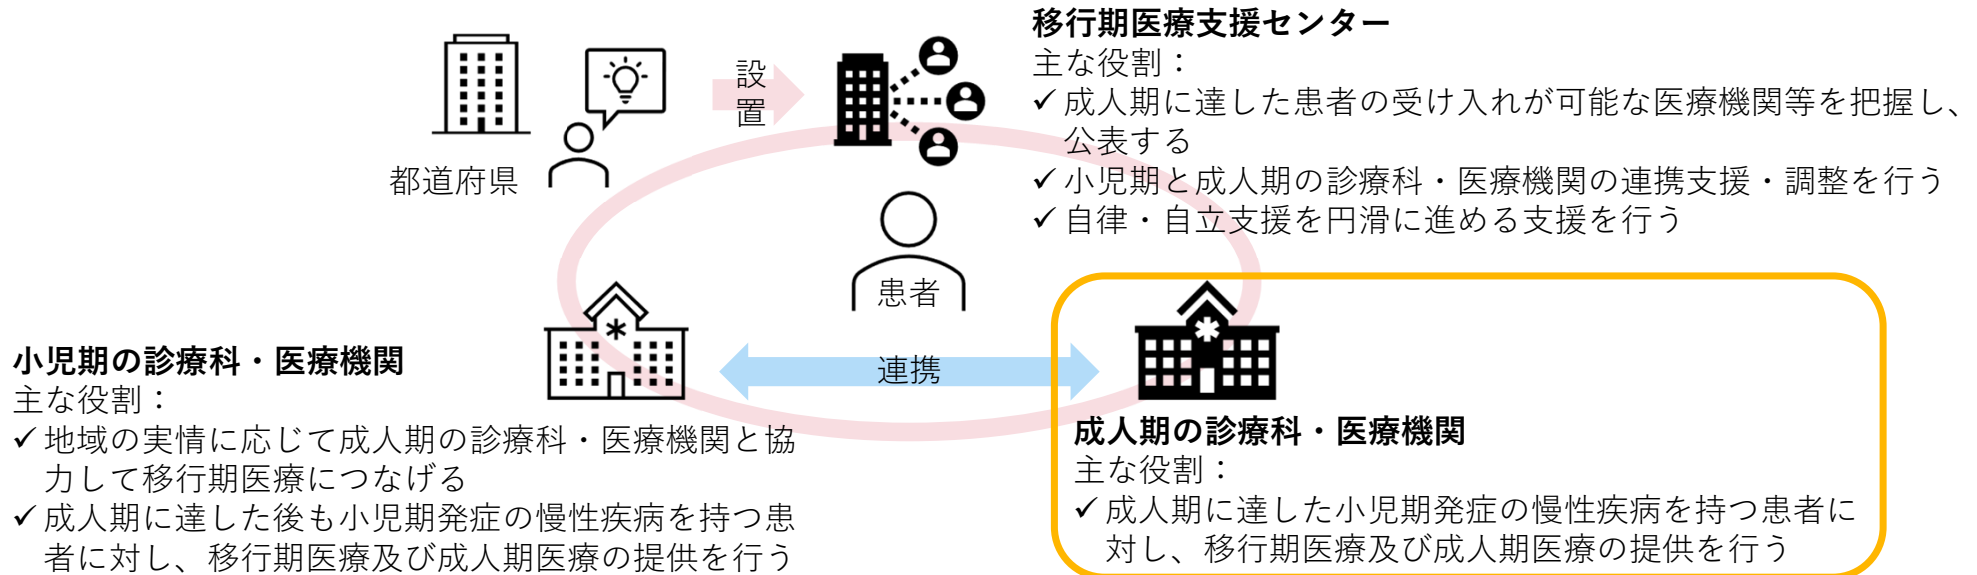 移行期医療支援センター
主な役割：
✓成人期に達した患者の受け入れが可能な医療機関等を把握し、
公表する
✓小児期と成人期の診療科・医療機関の連携支援・調整を行う
✓自律・自立支援を円滑に進める支援を行う
設
置
都道府県
患者
連携
小児期の診療科・医療機関
主な役割：
✓地域の実情に応じて成人期の診療科・医療機関と協
力して移行期医療につなげる
✓成人期に達した後も小児期発症の慢性疾病を持つ患
者に対し、移行期医療及び成人期医療の提供を行う
成人期の診療科・医療機関
主な役割：
✓成人期に達した小児期発症の慢性疾病を持つ患者に
対し、移行期医療及び成人期医療の提供を行う